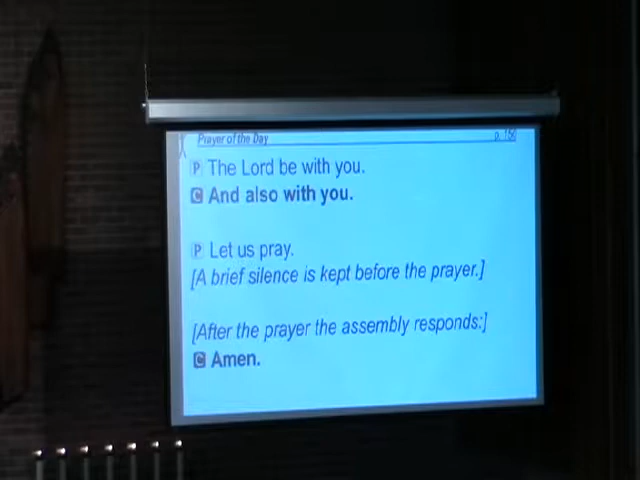 Prayer of the Day p. 150
P The Lord be with you.
C And also with you.
P Let us pray.
[A brief silence is kept before the prayer.]
[After the prayer the assembly responds:]
C Amen.